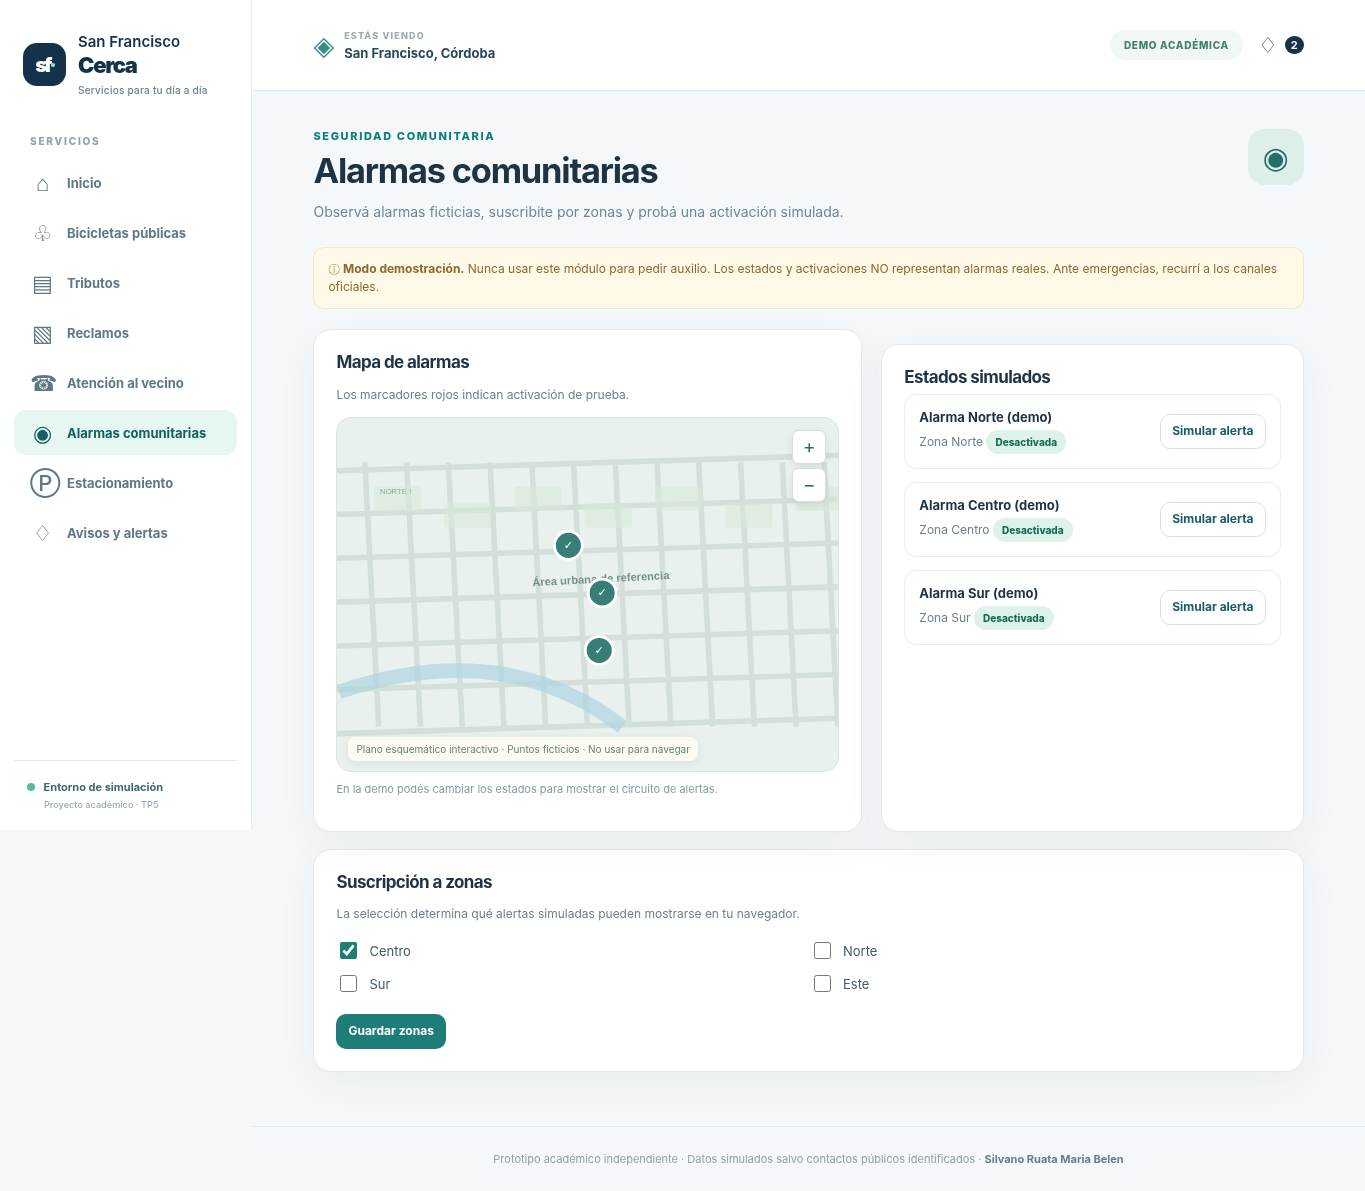 sf
San Francisco
Cerca
Servicios para tu día a día
SERVICIOS
Inicio
Bicicletas públicas
Tributos
Reclamos
Atención al vecino
Alarmas comunitarias
P Estacionamiento
Avisos y alertas
Entorno de simulación
Proyecto académico · TP5
ESTÁS VIENDO
San Francisco, Córdoba
DEMO ACADÉMICA
2
SEGURIDAD COMUNITARIA
Alarmas comunitarias
Observá alarmas ficticias, suscribite por zonas y probá una activación simulada.
ⓘ Modo demostración. Nunca usar este módulo para pedir auxilio. Los estados y activaciones NO representan alarmas reales. Ante emergencias, recurrí a los canales
oficiales.
Mapa de alarmas
Los marcadores rojos indican activación de prueba.
+
−
NORTE ↑
Área urbana de referencia
✓
✓
✓
Plano esquemático interactivo · Puntos ficticios · No usar para navegar
En la demo podés cambiar los estados para mostrar el circuito de alertas.
Estados simulados
Alarma Norte (demo)
Zona Norte Desactivada
Simular alerta
Alarma Centro (demo)
Zona Centro Desactivada
Simular alerta
Alarma Sur (demo)
Zona Sur Desactivada
Simular alerta
Suscripción a zonas
La selección determina qué alertas simuladas pueden mostrarse en tu navegador.
Centro
Norte
Sur
Este
Guardar zonas
Prototipo académico independiente · Datos simulados salvo contactos públicos identificados · Silvano Ruata Maria Belen